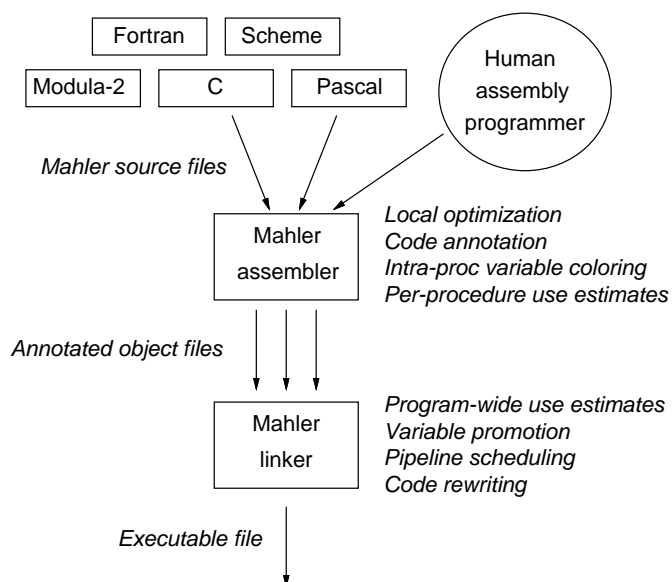 Fortran
Scheme
Modula-2
C
Pascal
Human
assembly
programmer
Mahler source files
Mahler
assembler
Local optimization
Code annotation
Intra-proc variable coloring
Per-procedure use estimates
Annotated object files
Mahler
linker
Program-wide use estimates
Variable promotion
Pipeline scheduling
Code rewriting
Executable file